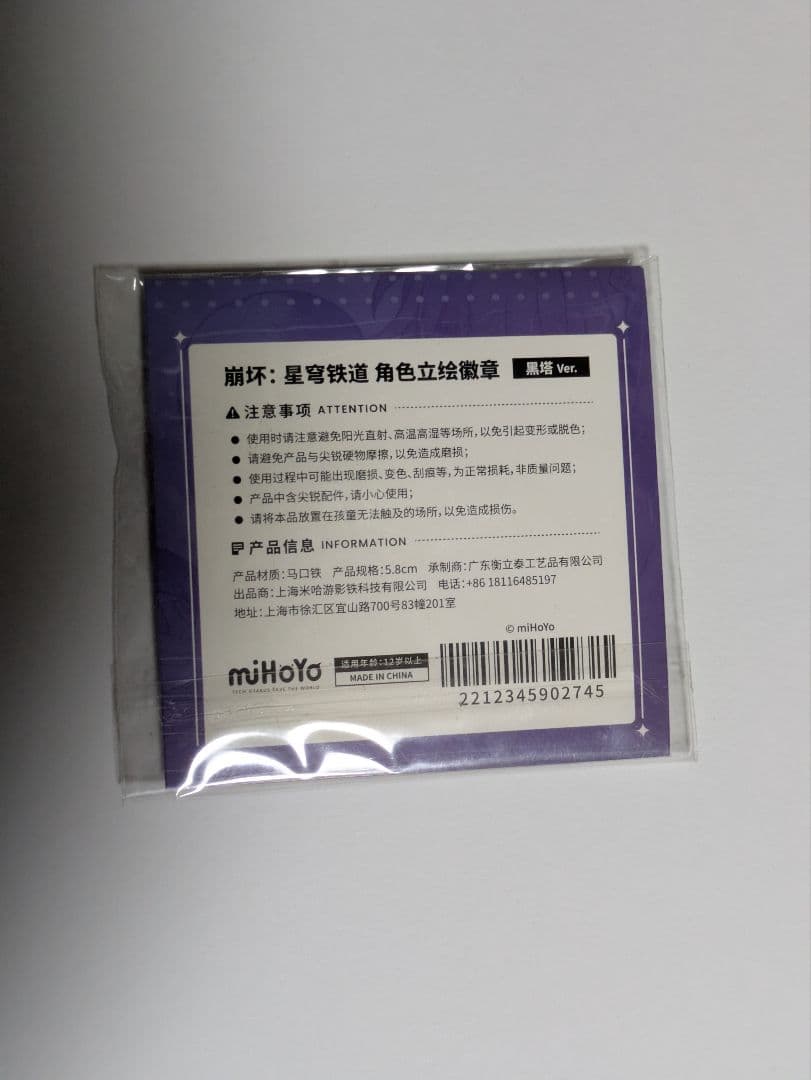 崩坏：星穹铁道 角色立绘徽章 黑塔 Ver.
注意事项 ATTENTION
● 使用时请注意避免阳光直射、高温高湿等场所，以免引起变形或脱色；
● 请避免产品与尖锐硬物摩擦，以免造成磨损；
● 使用过程中可能出现磨损、变色、刮痕等，为正常损耗，非质量问题；
● 产品中含尖锐配件，请小心使用；
● 请将本品放置在孩童无法触及的场所，以免造成损伤。
产品信息 INFORMATION
产品材质：马口铁 产品规格：5.8cm 承制商：广东衡立泰工艺品有限公司
出品商：上海米哈游影铁科技有限公司 电话：+86 18116485197
地址：上海市徐汇区宜山路700号83幢201室
© miHoYo
miHoYo
TECH OTAKUS SAVE THE WORLD
适用年龄：12岁以上
MADE IN CHINA
2212345902745